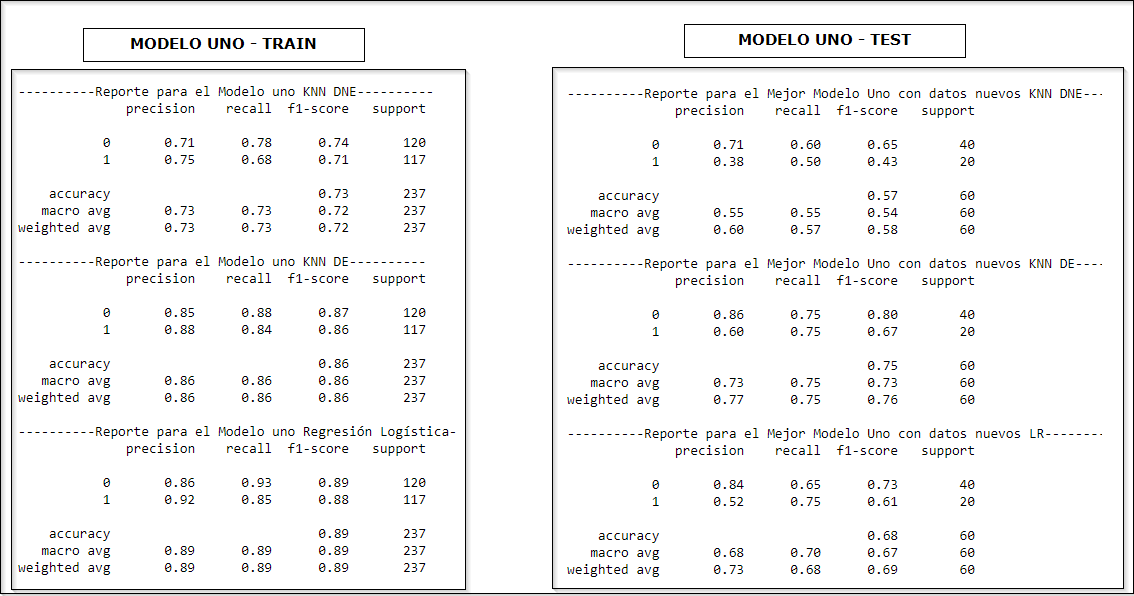 MODELO UNO - TRAIN
----------Reporte para el Modelo uno KNN DNE----------
precision recall f1-score support
0 0.71 0.78 0.74 120
1 0.75 0.68 0.71 117
accuracy 0.73 237
macro avg 0.73 0.73 0.72 237
weighted avg 0.73 0.73 0.72 237
----------Reporte para el Modelo uno KNN DE----------
precision recall f1-score support
0 0.85 0.88 0.87 120
1 0.88 0.84 0.86 117
accuracy 0.86 237
macro avg 0.86 0.86 0.86 237
weighted avg 0.86 0.86 0.86 237
----------Reporte para el Modelo uno Regresión Logística-
precision recall f1-score support
0 0.86 0.93 0.89 120
1 0.92 0.85 0.88 117
accuracy 0.89 237
macro avg 0.89 0.89 0.89 237
weighted avg 0.89 0.89 0.89 237
MODELO UNO - TEST
----------Reporte para el Mejor Modelo Uno con datos nuevos KNN DNE---
precision recall f1-score support
0 0.71 0.60 0.65 40
1 0.38 0.50 0.43 20
accuracy 0.57 60
macro avg 0.55 0.55 0.54 60
weighted avg 0.60 0.57 0.58 60
----------Reporte para el Mejor Modelo Uno con datos nuevos KNN DE----
precision recall f1-score support
0 0.86 0.75 0.80 40
1 0.60 0.75 0.67 20
accuracy 0.75 60
macro avg 0.73 0.75 0.73 60
weighted avg 0.77 0.75 0.76 60
----------Reporte para el Mejor Modelo Uno con datos nuevos LR--------
precision recall f1-score support
0 0.84 0.65 0.73 40
1 0.52 0.75 0.61 20
accuracy 0.68 60
macro avg 0.68 0.70 0.67 60
weighted avg 0.73 0.68 0.69 60